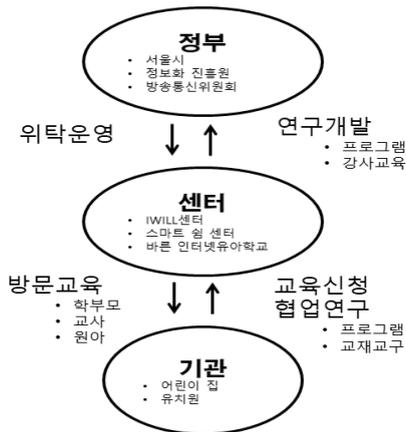 정부
• 서울시
• 정보화 진흥원
• 방송통신위원회
위탁운영
연구개발
• 프로그램
• 강사교육
센터
• IWILL센터
• 스마트 쉼 센터
• 바른 인터넷유아학교
방문교육
• 학부모
• 교사
• 원아
교육신청
협업연구
• 프로그램
• 교재교구
기관
• 어린이 집
• 유치원